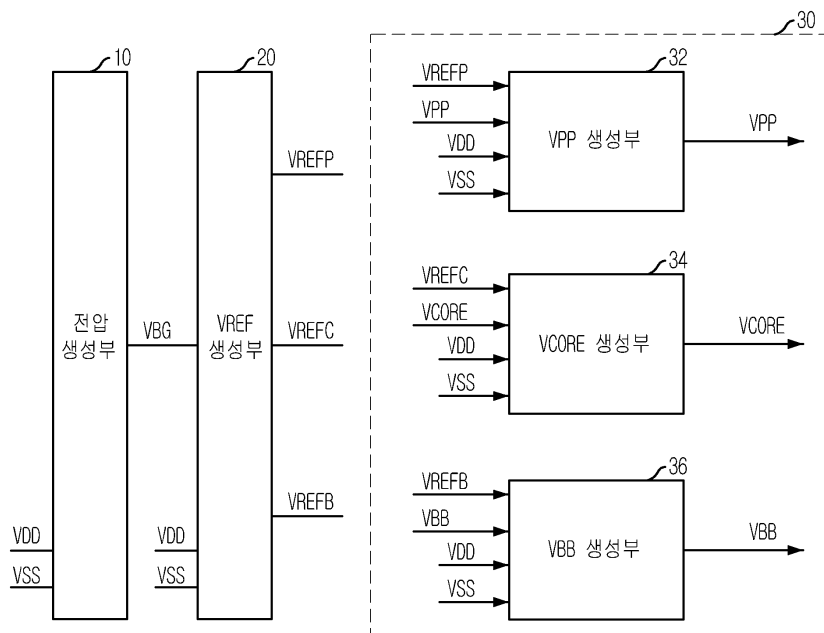 30
10
20
32
VREFP
VPP
VDD
VSS
VPP 생성부
VPP
VREFP
34
VREFC
VCORE
VDD
VSS
VCORE 생성부
VCORE
전압
생성부
VBG
VREF
생성부
VREFC
36
VREFB
VBB
VDD
VSS
VBB 생성부
VBB
VREFB
VDD
VSS
VDD
VSS